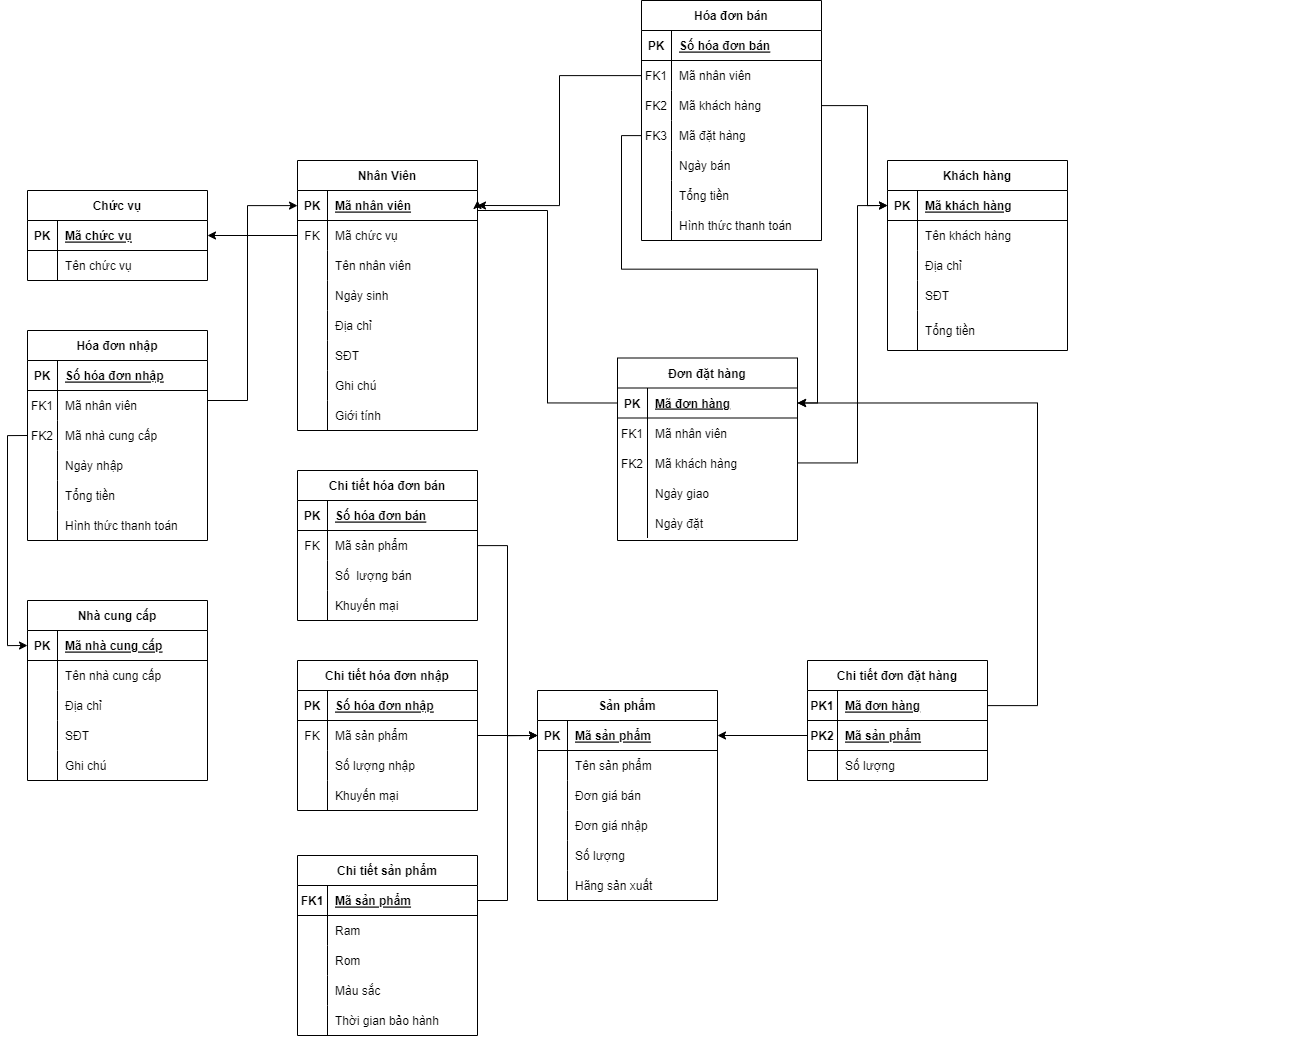 Hóa đơn bán
PK Số hóa đơn bán
FK1 Mã nhân viên
FK2 Mã khách hàng
FK3 Mã đặt hàng
Ngày bán
Tổng tiền
Hình thức thanh toán
Nhân Viên
PK Mã nhân viên
FK Mã chức vụ
Tên nhân viên
Ngày sinh
Địa chỉ
SĐT
Ghi chú
Giới tính
Khách hàng
PK Mã khách hàng
Tên khách hàng
Địa chỉ
SĐT
Tổng tiền
Chức vụ
PK Mã chức vụ
Tên chức vụ
Hóa đơn nhập
PK Số hóa đơn nhập
FK1 Mã nhân viên
FK2 Mã nhà cung cấp
Ngày nhập
Tổng tiền
Hình thức thanh toán
Đơn đặt hàng
PK Mã đơn hàng
FK1 Mã nhân viên
FK2 Mã khách hàng
Ngày giao
Ngày đặt
Chi tiết hóa đơn bán
PK Số hóa đơn bán
FK Mã sản phẩm
Số lượng bán
Khuyến mại
Nhà cung cấp
PK Mã nhà cung cấp
Tên nhà cung cấp
Địa chỉ
SĐT
Ghi chú
Chi tiết hóa đơn nhập
PK Số hóa đơn nhập
FK Mã sản phẩm
Số lượng nhập
Khuyến mại
Sản phẩm
PK Mã sản phẩm
Tên sản phẩm
Đơn giá bán
Đơn giá nhập
Số lượng
Hãng sản xuất
Chi tiết đơn đặt hàng
PK1 Mã đơn hàng
PK2 Mã sản phẩm
Số lượng
Chi tiết sản phẩm
FK1 Mã sản phẩm
Ram
Rom
Màu sắc
Thời gian bảo hành